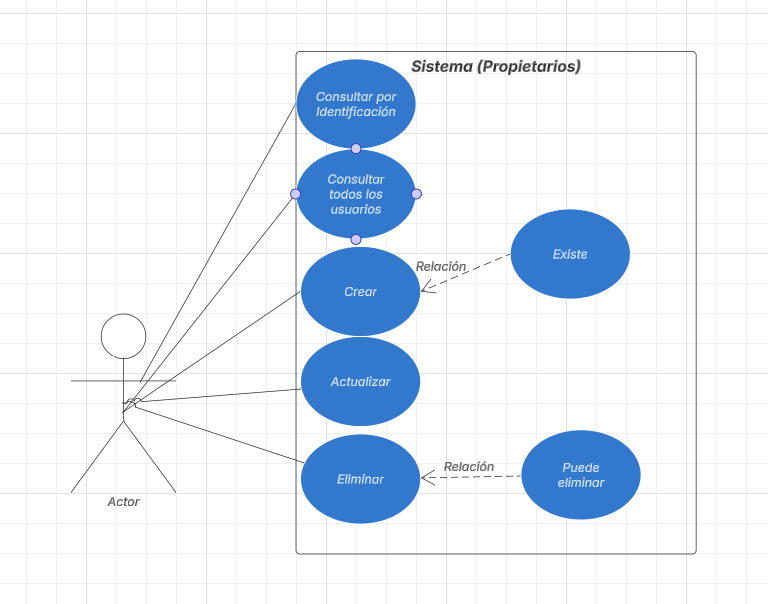 Sistema (Propietarios)
Consultar por
Identificación
Consultar
todos los
usuarios
Relación
Existe
Crear
Actualizar
Relación
Puede
eliminar
Eliminar
Actor